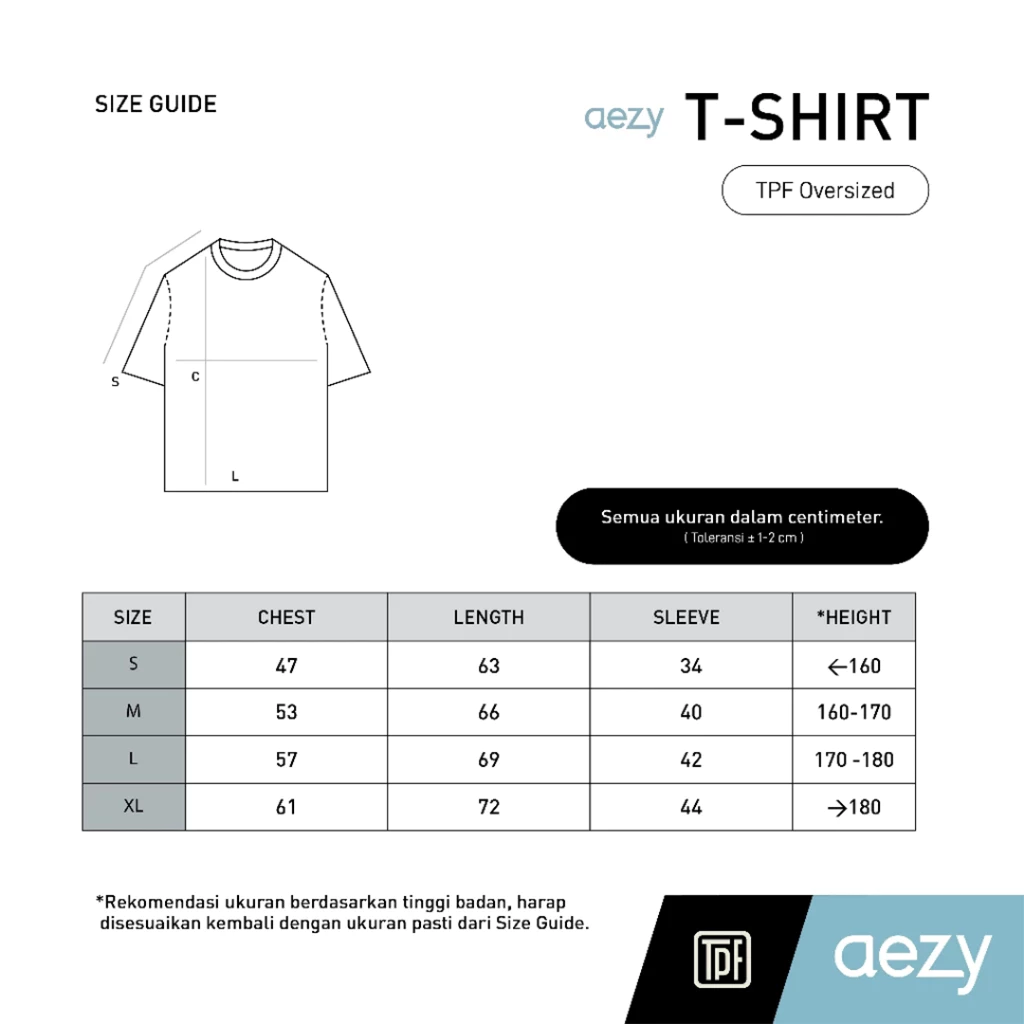 SIZE GUIDE
aezy T-SHIRT
TPF Oversized
S
C
L
Semua ukuran dalam centimeter.
( Toleransi ± 1-2 cm )
SIZE CHEST LENGTH SLEEVE *HEIGHT
S 47 63 34 ←160
M 53 66 40 160-170
L 57 69 42 170 -180
XL 61 72 44 →180
*Rekomendasi ukuran berdasarkan tinggi badan, harap
disesuaikan kembali dengan ukuran pasti dari Size Guide.
TPF aezy